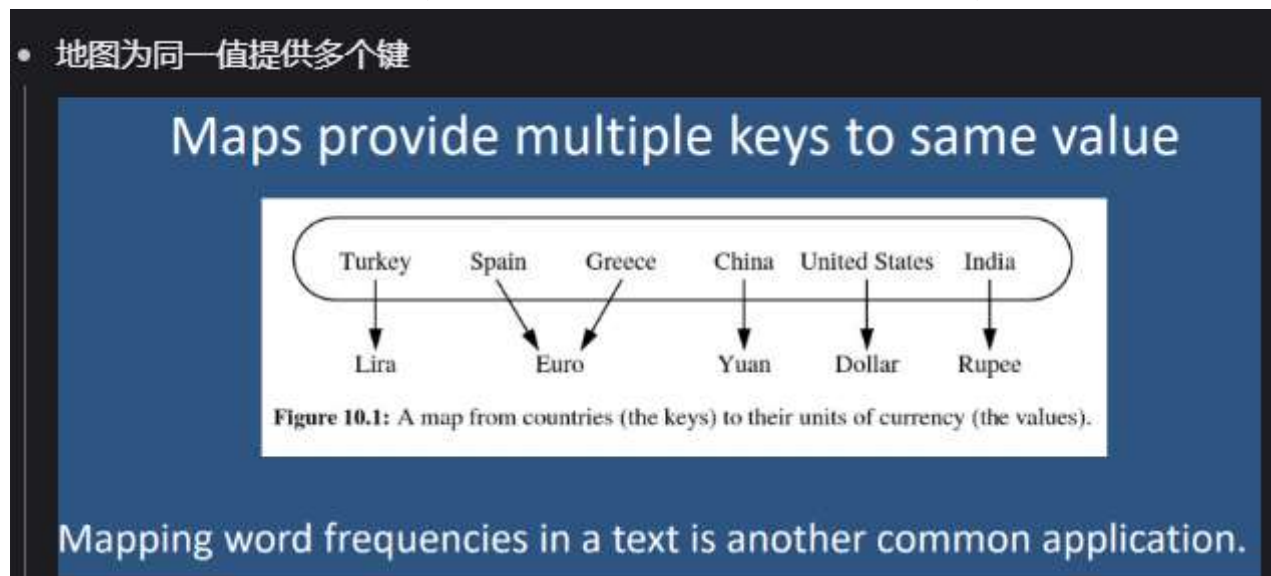 地图为同一值提供多个键
Maps provide multiple keys to same value
Turkey Spain Greece China United States India
Lira Euro Yuan Dollar Rupee
Figure 10.1: A map from countries (the keys) to their units of currency (the values).
Mapping word frequencies in a text is another common application.